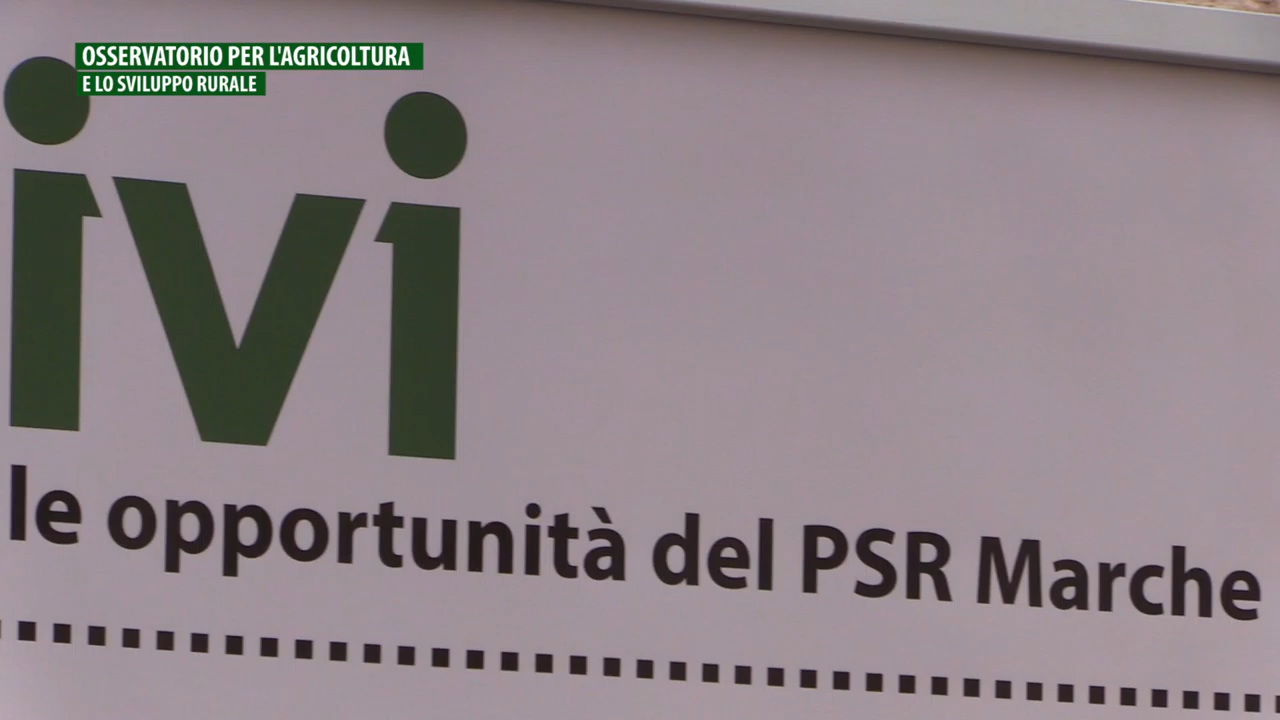 OSSERVATORIO PER L'AGRICOLTURA
E LO SVILUPPO RURALE
ivi
le opportunità del PSR Marche